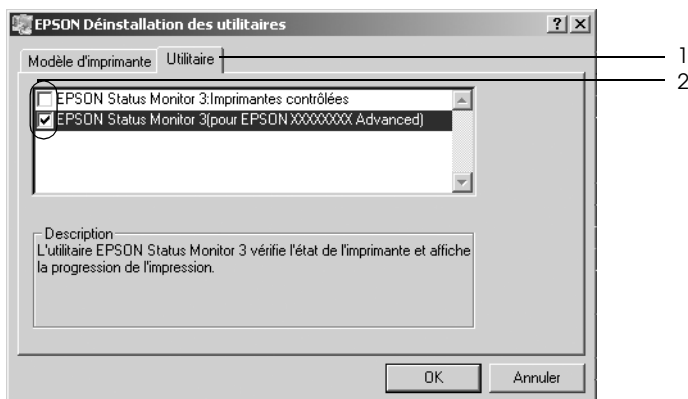 EPSON Déinstallation des utilitaires
Modèle d'imprimante Utilitaire
1
2
EPSON Status Monitor 3:Imprimantes contrôlées
EPSON Status Monitor 3(pour EPSON XXXXXXXX Advanced)
Description
L'utilitaire EPSON Status Monitor 3 vérifie l'état de l'imprimante et affiche
la progression de l'impression.
OK Annuler